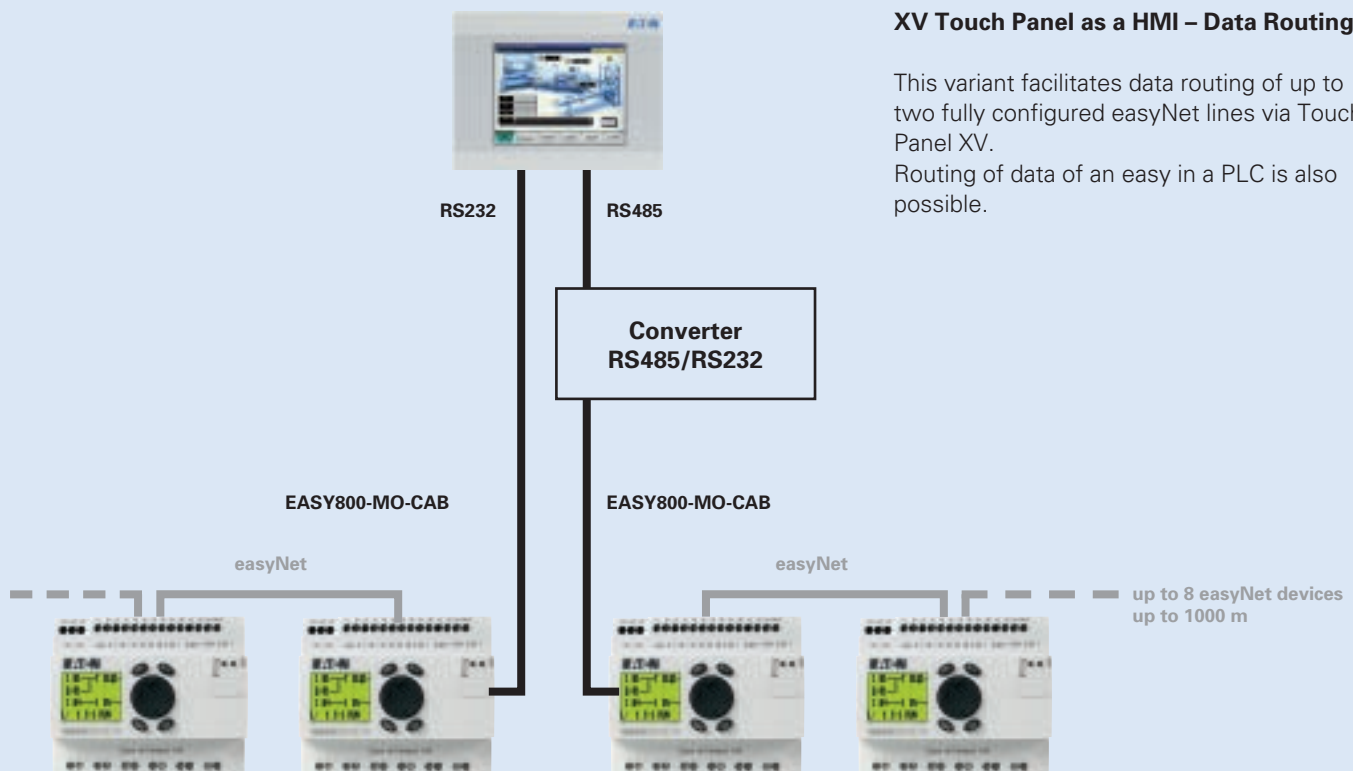 XV Touch Panel as a HMI – Data Routing
This variant facilitates data routing of up to
two fully configured easyNet lines via Touch
Panel XV.
Routing of data of an easy in a PLC is also
possible.
RS232
RS485
Converter
RS485/RS232
EASY800-MO-CAB
EASY800-MO-CAB
easyNet
easyNet
up to 8 easyNet devices
up to 1000 m